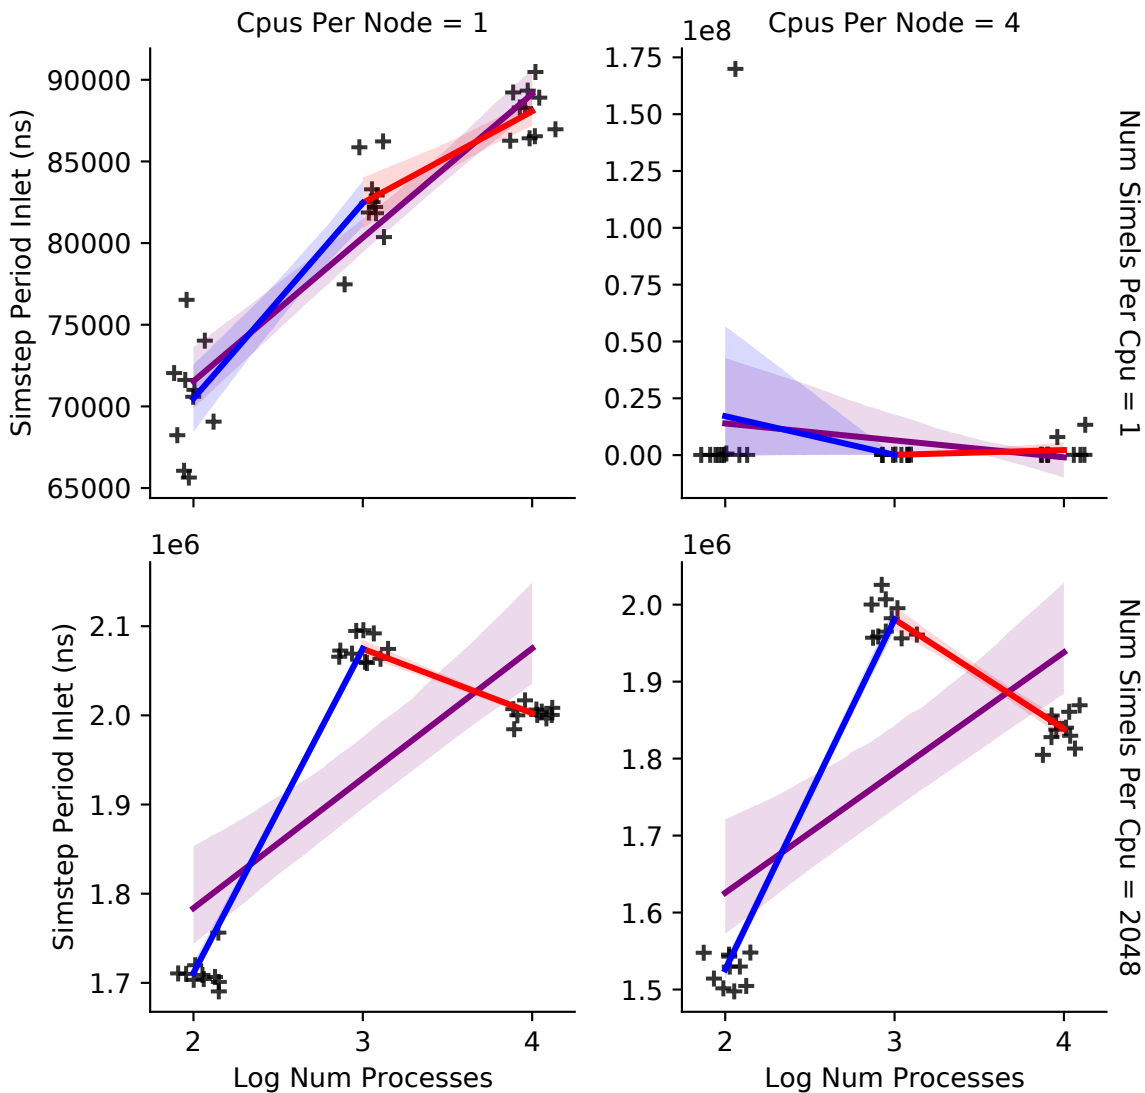 Cpus Per Node = 1
Cpus Per Node = 4
1e8
Simstep Period Inlet (ns)
90000
85000
80000
75000
70000
65000
1.75
1.50
1.25
1.00
0.75
0.50
0.25
0.00
Num Simels Per Cpu = 1
1e6
Simstep Period Inlet (ns)
2.1
2.0
1.9
1.8
1.7
1e6
2.0
1.9
1.8
1.7
1.6
1.5
Num Simels Per Cpu = 2048
2
3
4
2
3
4
Log Num Processes
Log Num Processes